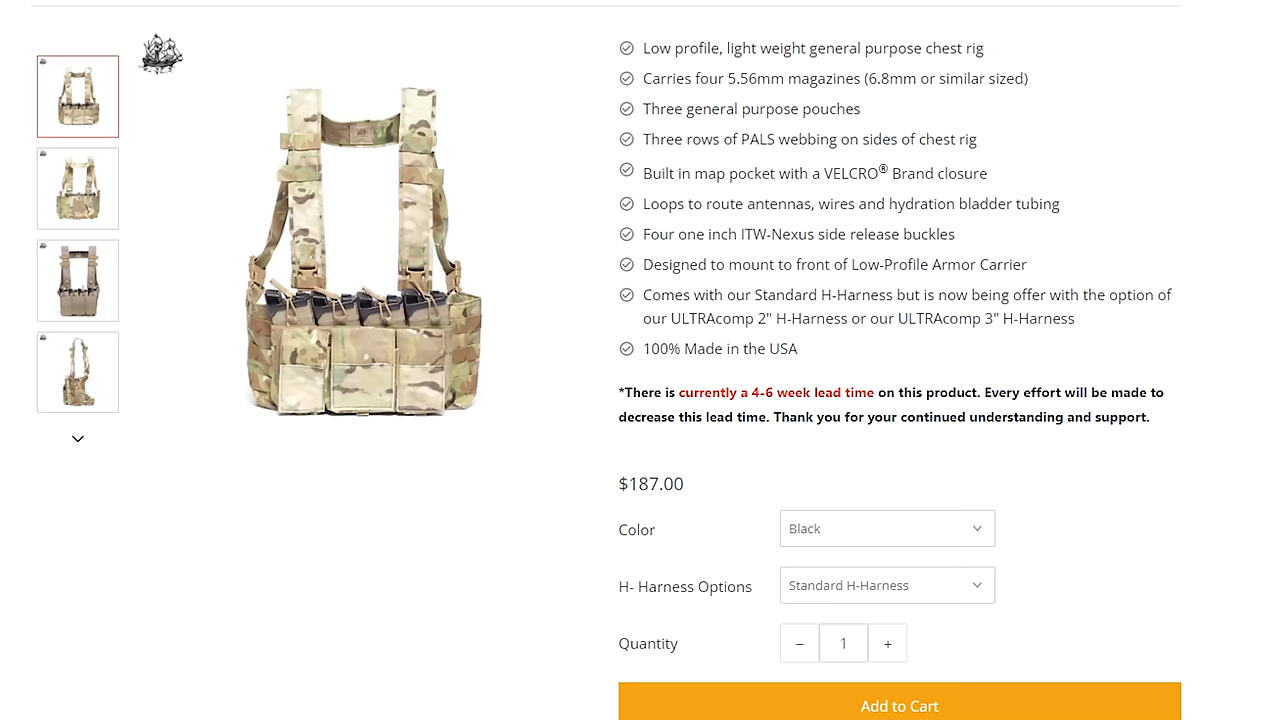 Low profile, light weight general purpose chest rig
Carries four 5.56mm magazines (6.8mm or similar sized)
Three general purpose pouches
Three rows of PALS webbing on sides of chest rig
Built in map pocket with a VELCRO® Brand closure
Loops to route antennas, wires and hydration bladder tubing
Four one inch ITW-Nexus side release buckles
Designed to mount to front of Low-Profile Armor Carrier
Comes with our Standard H-Harness but is now being offer with the option of
our ULTRAcomp 2" H-Harness or our ULTRAcomp 3" H-Harness
100% Made in the USA
*There is currently a 4-6 week lead time on this product. Every effort will be made to
decrease this lead time. Thank you for your continued understanding and support.
$187.00
Color
Black
H- Harness Options
Standard H-Harness
Quantity
− 1 +
Add to Cart